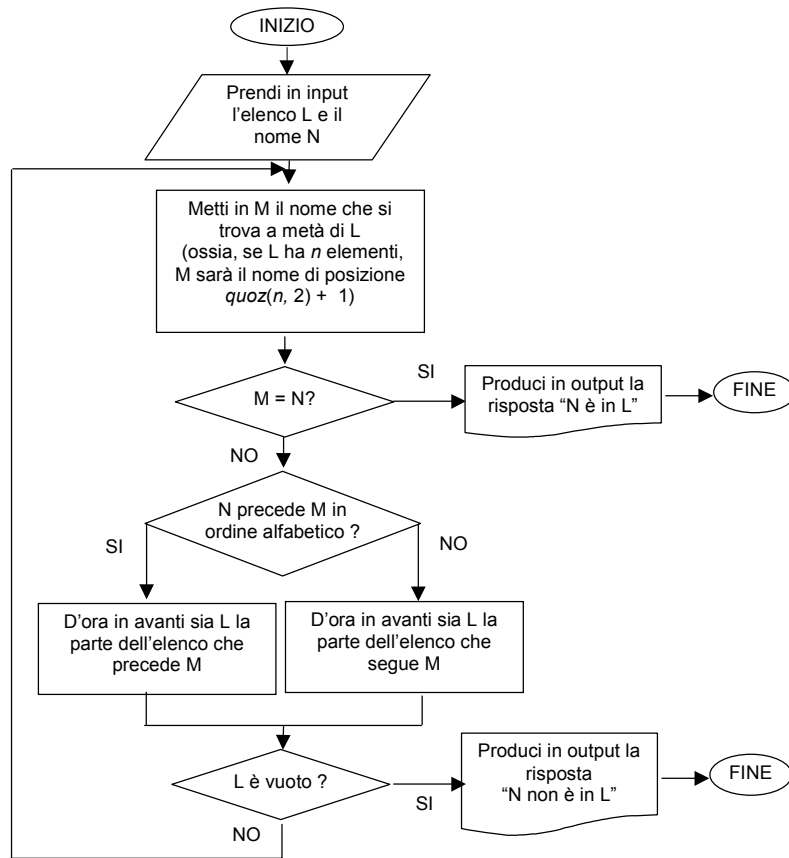 INIZIO
Prendi in input
l'elenco L e il
nome N
Metti in M il nome che si
trova a metà di L
(ossia, se L ha n elementi,
M sarà il nome di posizione
quoz(n, 2) + 1)
M = N?
SI
Produci in output la
risposta “N è in L”
FINE
NO
N precede M in
ordine alfabetico ?
SI
NO
D'ora in avanti sia L la
parte dell'elenco che
precede M
D'ora in avanti sia L la
parte dell'elenco che
segue M
L è vuoto ?
SI
Produci in output la
risposta
“N non è in L”
FINE
NO